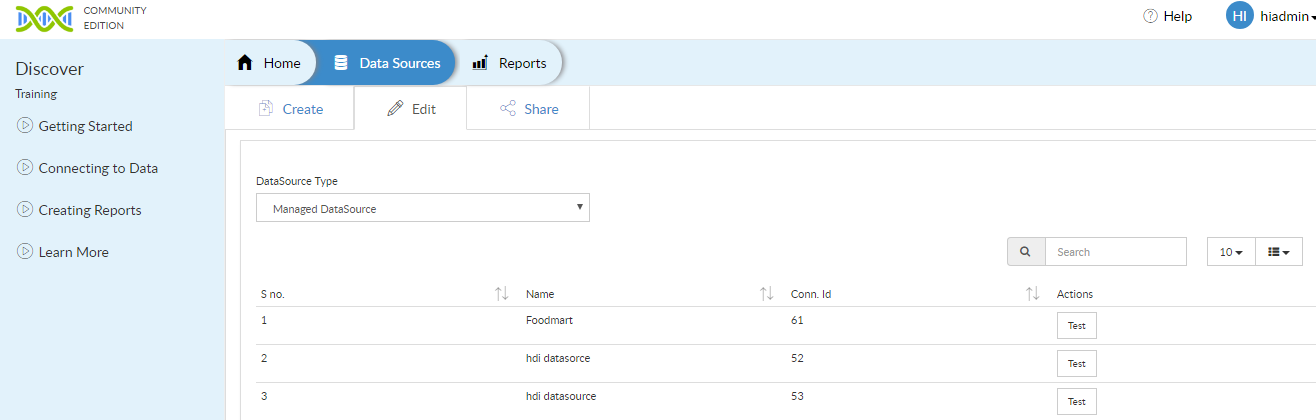 COMMUNITY
EDITION
Help
HI
hiadmin
Discover
Training
Getting Started
Connecting to Data
Creating Reports
Learn More
Home
Data Sources
Reports
Create
Edit
Share
DataSource Type
Managed DataSource
Search
10
S no.
Name
Conn. Id
Actions
1
Foodmart
61
Test
2
hdi datasorce
52
Test
3
hdi datasource
53
Test